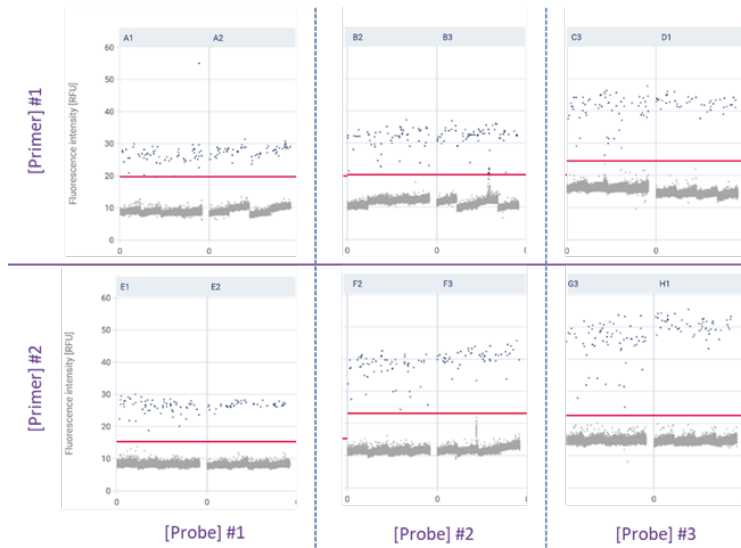 A1 A2 B2 B3 C3 D1
60
50
40
30
20
10
0
0 0 0 0 0 0
Fluorescence intensity [RFU]
[Primer] #1
E1 E2 F2 F3 G3 H1
60
50
40
30
20
10
0
0 0 0 0 0
Fluorescence intensity [RFU]
[Primer] #2
[Probe] #1 [Probe] #2 [Probe] #3